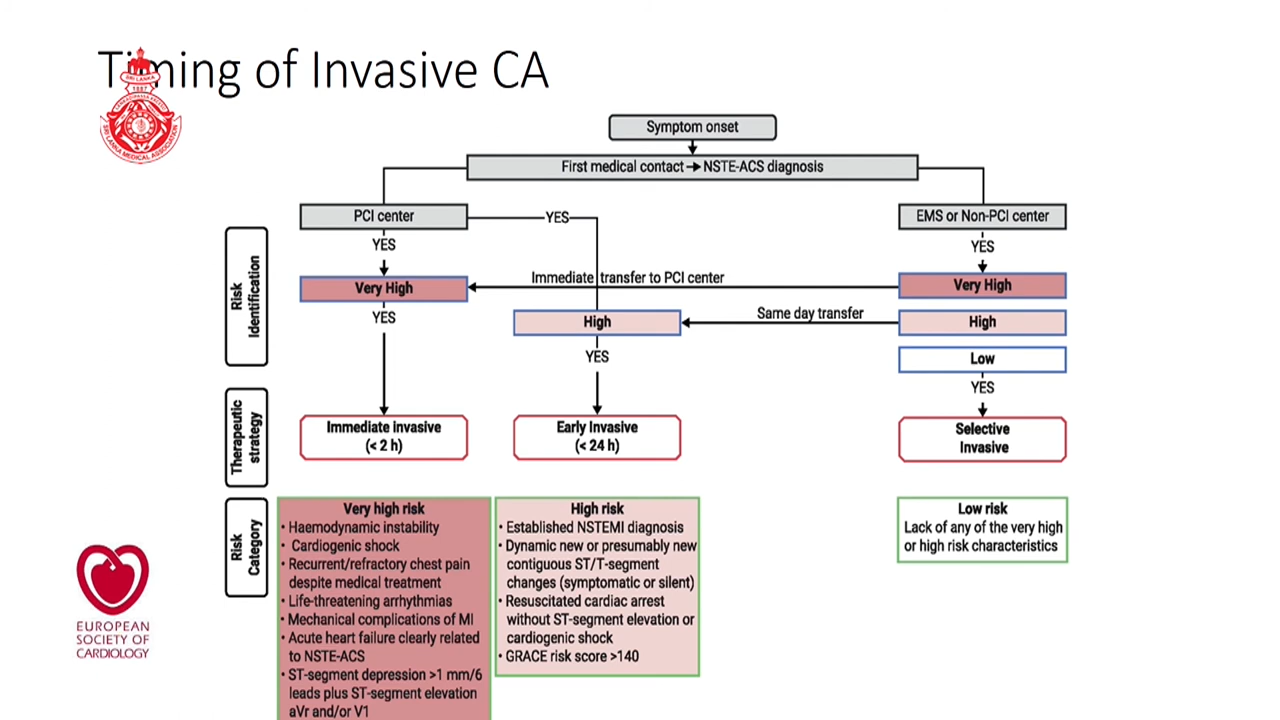 Timing of Invasive CA
SRI LANKA
1887
SRI LANKA MEDICAL ASSOCIATION
Symptom onset
First medical contact → NSTE-ACS diagnosis
PCI center
YES
EMS or Non-PCI center
YES
YES
Risk
Identification
Immediate transfer to PCI center
Very High
Very High
YES
Same day transfer
High
High
YES
Low
YES
Therapeutic
strategy
Immediate invasive
(< 2 h)
Early Invasive
(< 24 h)
Selective
Invasive
Risk
Category
Very high risk
• Haemodynamic instability
• Cardiogenic shock
• Recurrent/refractory chest pain
despite medical treatment
• Life-threatening arrhythmias
• Mechanical complications of MI
• Acute heart failure clearly related
to NSTE-ACS
• ST-segment depression >1 mm/6
leads plus ST-segment elevation
aVr and/or V1
High risk
• Established NSTEMI diagnosis
• Dynamic new or presumably new
contiguous ST/T-segment
changes (symptomatic or silent)
• Resuscitated cardiac arrest
without ST-segment elevation or
cardiogenic shock
• GRACE risk score >140
Low risk
Lack of any of the very high
or high risk characteristics
EUROPEAN
SOCIETY OF
CARDIOLOGY